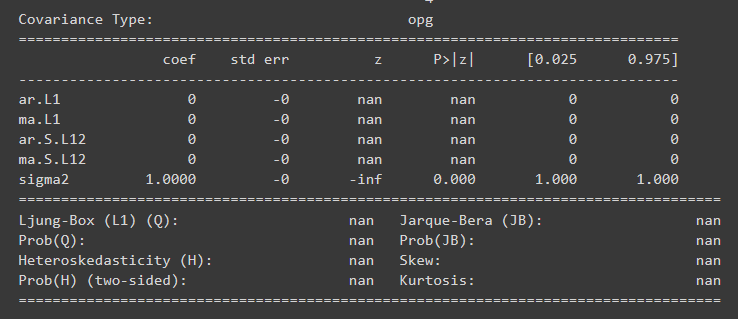 Covariance Type: opg
==============================================================================
coef std err z P>|z| [0.025 0.975]
------------------------------------------------------------------------------
ar.L1 0 -0 nan nan 0 0
ma.L1 0 -0 nan nan 0 0
ar.S.L12 0 -0 nan nan 0 0
ma.S.L12 0 -0 nan nan 0 0
sigma2 1.0000 -0 -inf 0.000 1.000 1.000
===================================================================================
Ljung-Box (L1) (Q): nan Jarque-Bera (JB): nan
Prob(Q): nan Prob(JB): nan
Heteroskedasticity (H): nan Skew: nan
Prob(H) (two-sided): nan Kurtosis: nan
===================================================================================